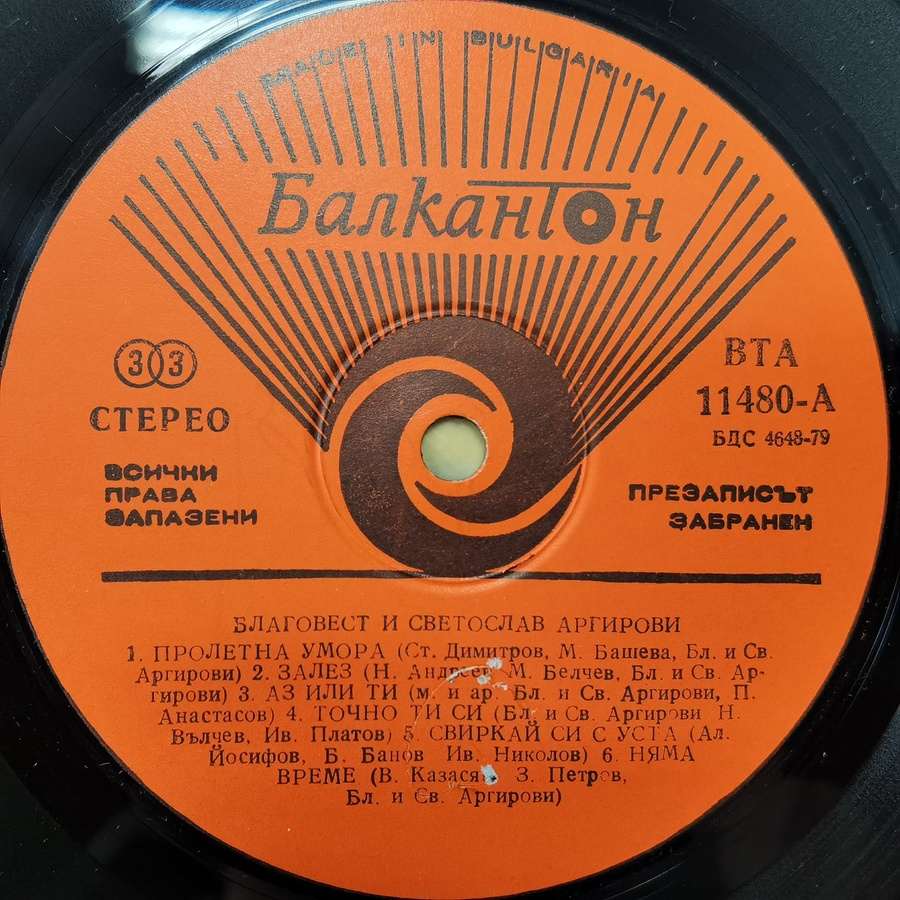 MADE IN BULGARIA
БалканТон
33
СТЕРЕО
ВСИЧКИ
ПРАВА
ЗАПАЗЕНИ
ВТА
11480-А
БДС 4648-79
ПРЕЗАПИСЪТ
ЗАБРАНЕН
БЛАГОВЕСТ И СВЕТОСЛАВ АРГИРОВИ
1. ПРОЛЕТНА УМОРА (Ст. Димитров, М. Башева, Бл. и Св.
Аргирови) 2. ЗАЛЕЗ (Н. Андреев, М. Белчев, Бл. и Св. Ар-
гирови) 3. АЗ ИЛИ ТИ (м. и ар. Бл. и Св. Аргирови, П.
Анастасов) 4. ТОЧНО ТИ СИ (Бл. и Св. Аргирови Н.
Вълчев, Ив. Платов) 5. СВИРКАЙ СИ С УСТА (Ал.
Йосифов, Б. Банов Ив. Николов) 6. НЯМА
ВРЕМЕ (В. З. Петров,
Бл. и Св. Аргирови)